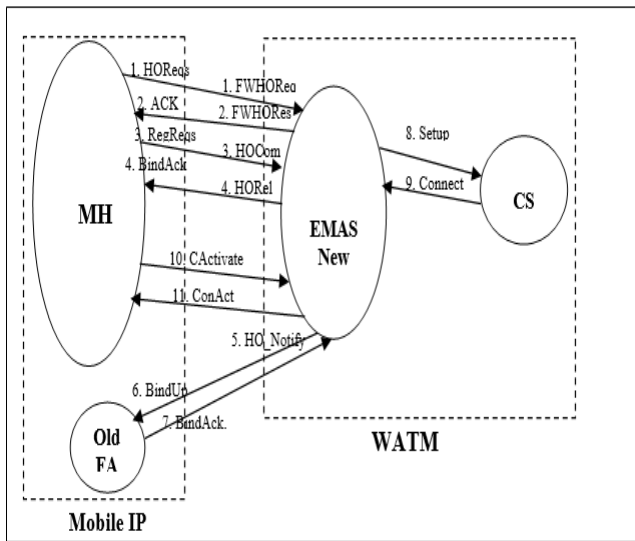 1. HOReqs
1. FWHOReq
2. ACK
2. FWHORes
3. RegReqs
3. HOCom
4. BindAck
4. HORel
8. Setup
9. Connect
MH
EMAS
New
CS
10. CActivate
11. ConAct
5. HO_Notify
6. BindUp
7. BindAck.
Old
FA
WATM
Mobile IP